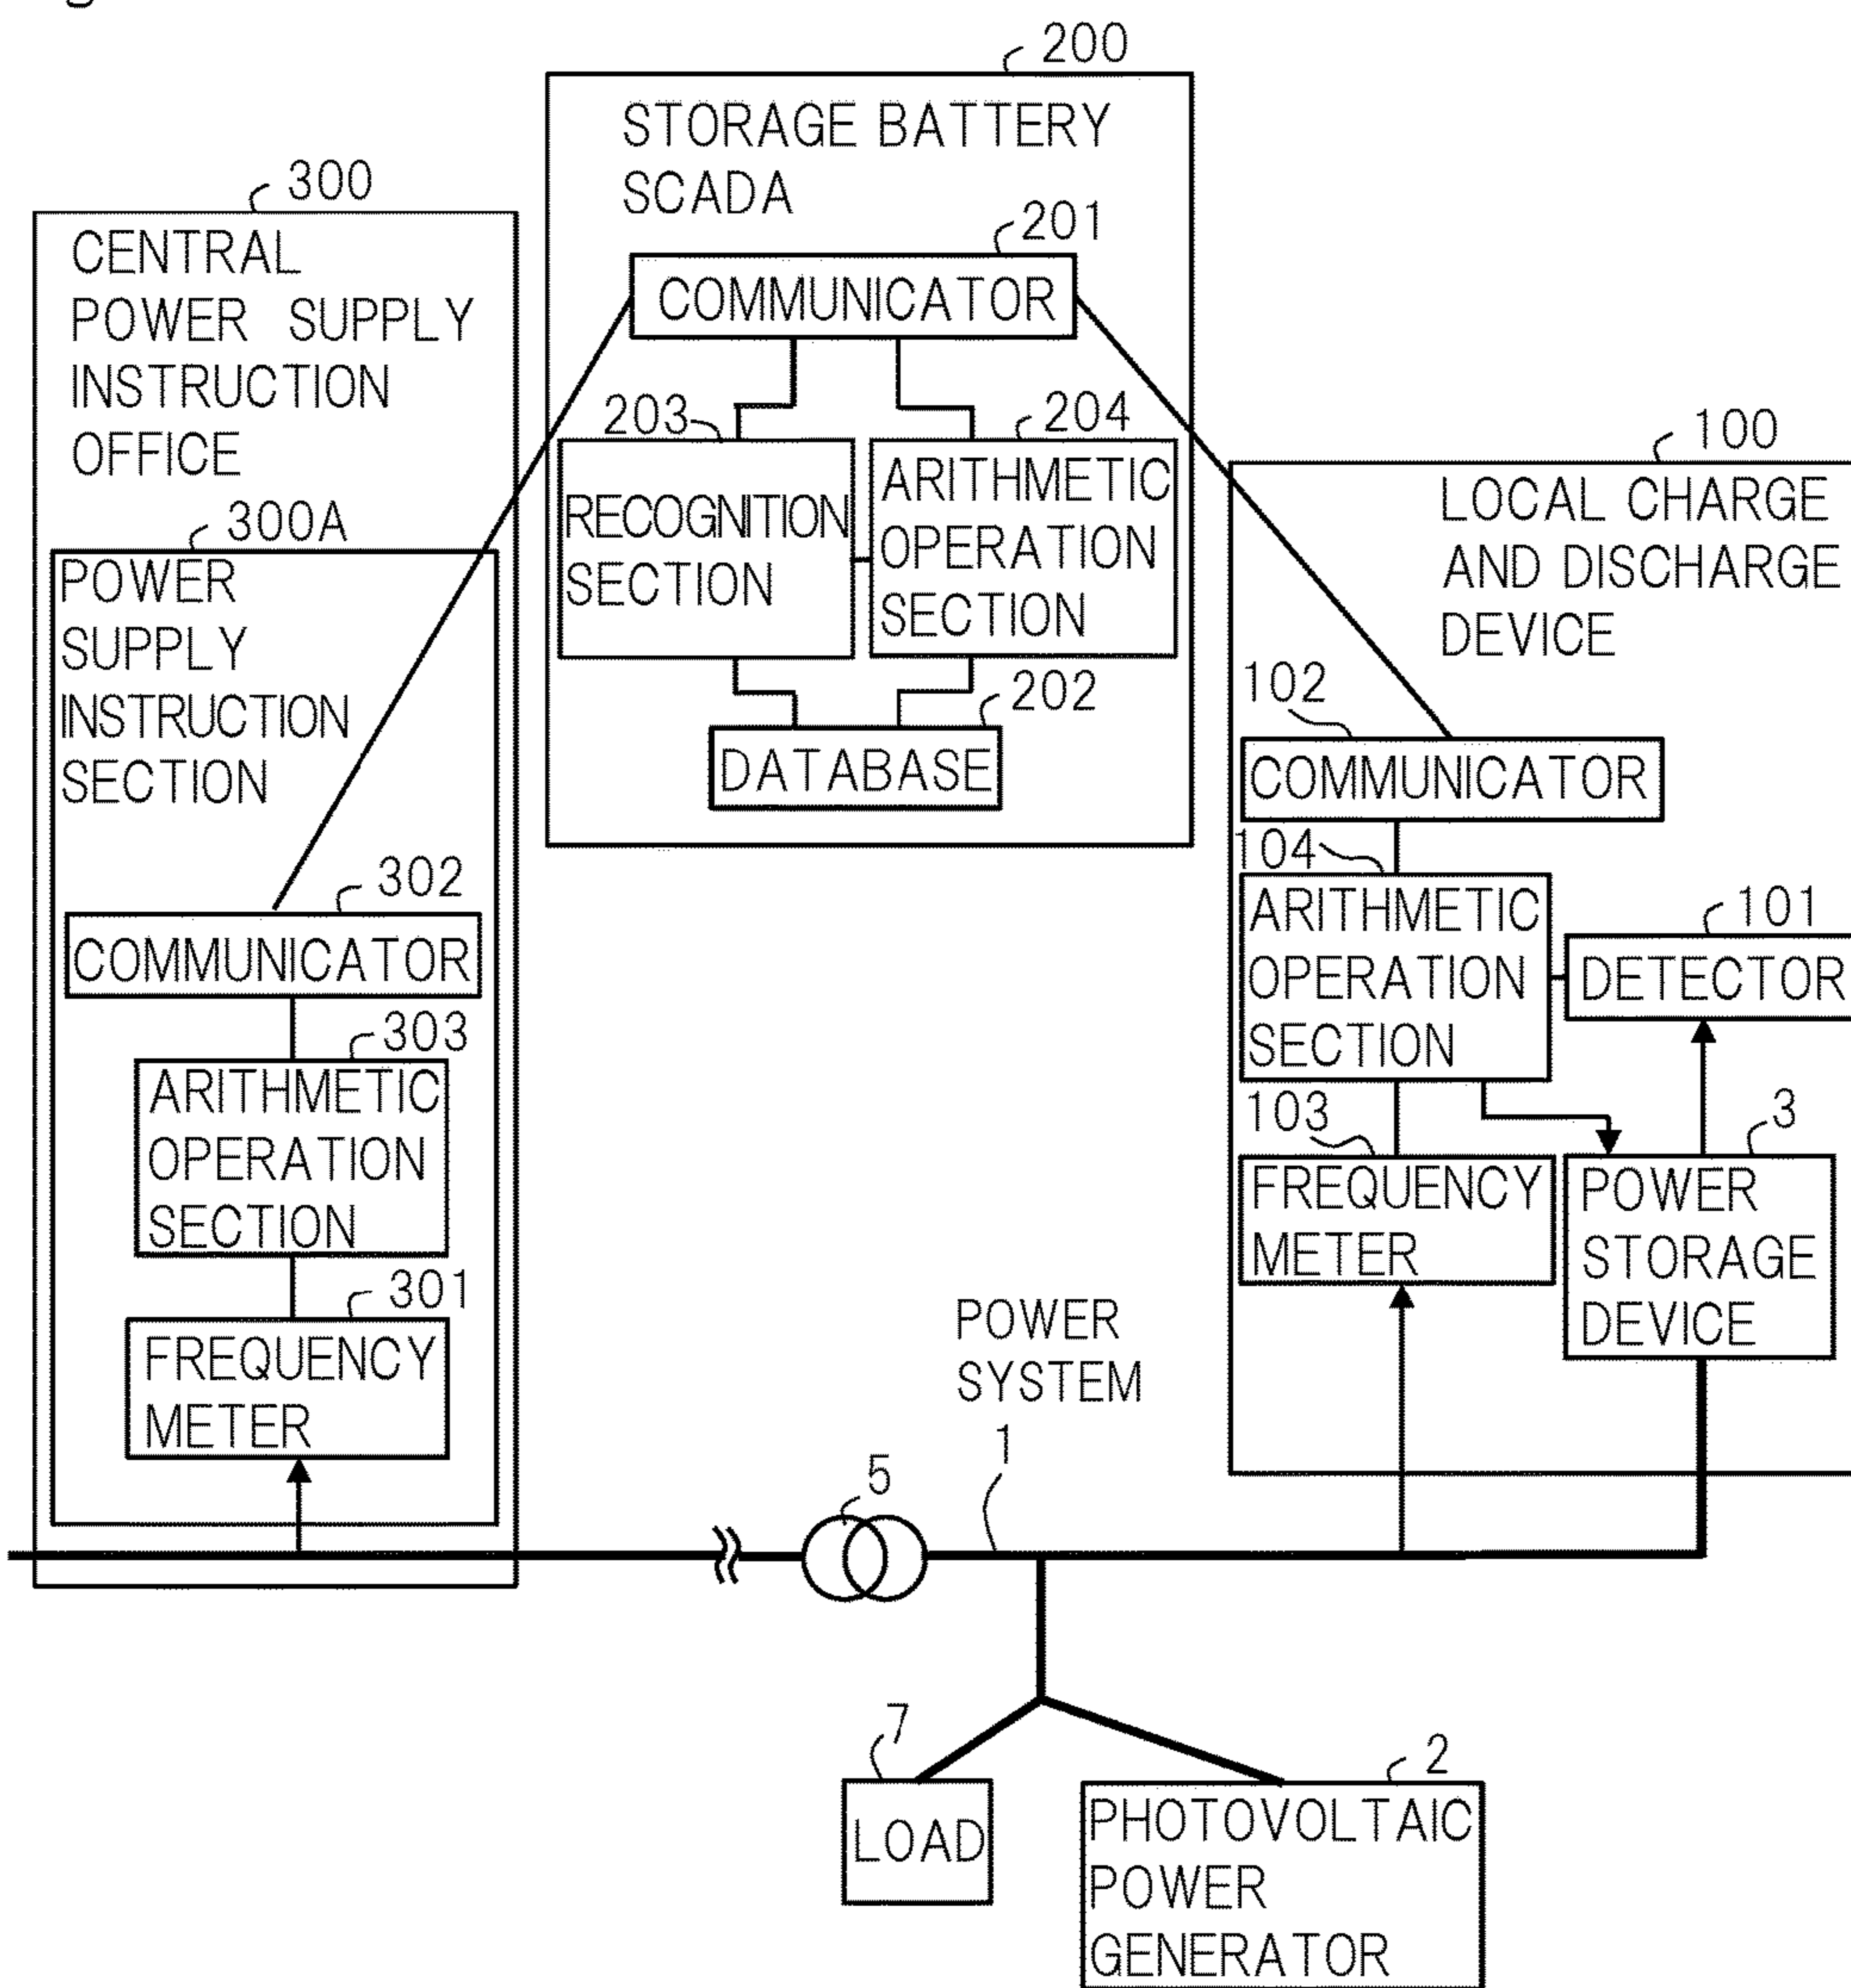 200
STORAGE BATTERY
SCADA
201
COMMUNICATOR
203
204
RECOGNITION
SECTION
ARITHMETIC
OPERATION
SECTION
202
DATABASE
300
CENTRAL
POWER SUPPLY
INSTRUCTION
OFFICE
300A
POWER
SUPPLY
INSTRUCTION
SECTION
302
COMMUNICATOR
303
ARITHMETIC
OPERATION
SECTION
301
FREQUENCY
METER
100
LOCAL CHARGE
AND DISCHARGE
DEVICE
102
COMMUNICATOR
104
ARITHMETIC
OPERATION
SECTION
101
DETECTOR
103
FREQUENCY
METER
3
POWER
STORAGE
DEVICE
POWER
SYSTEM
1
5
7
LOAD
2
PHOTOVOLTAIC
POWER
GENERATOR